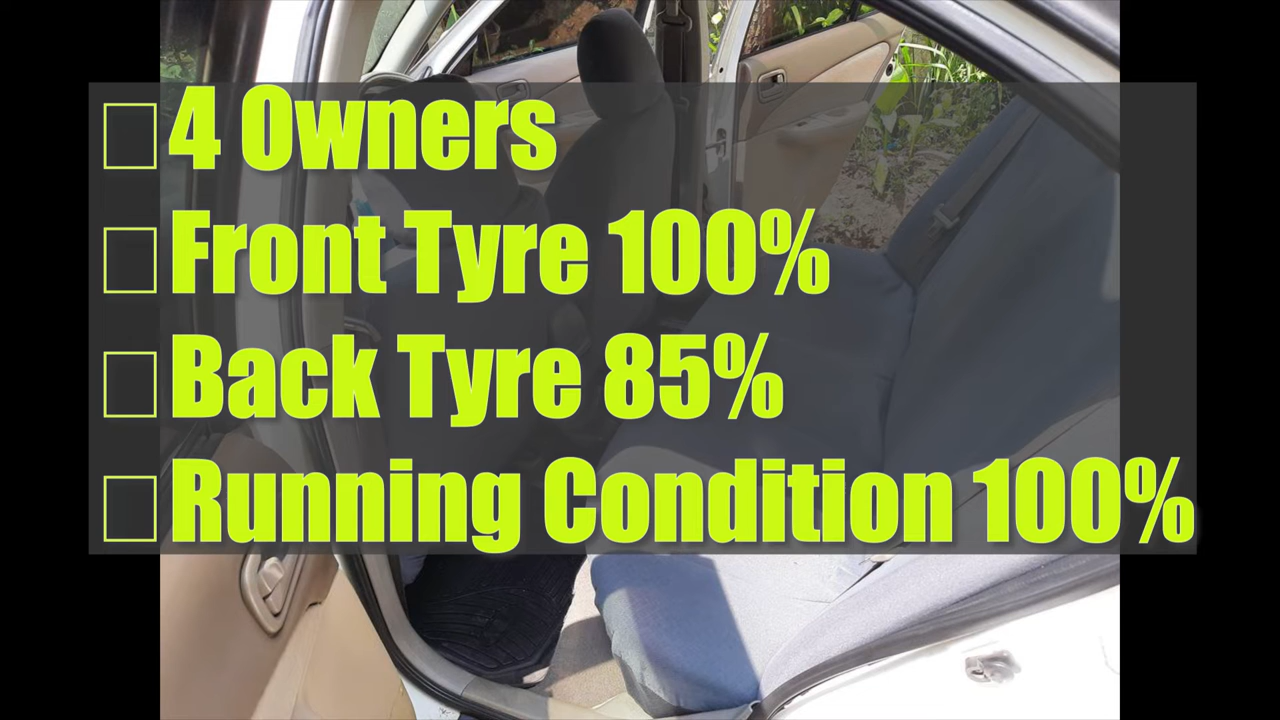 □4 Owners
□Front Tyre 100%
□Back Tyre 85%
□Running Condition 100%